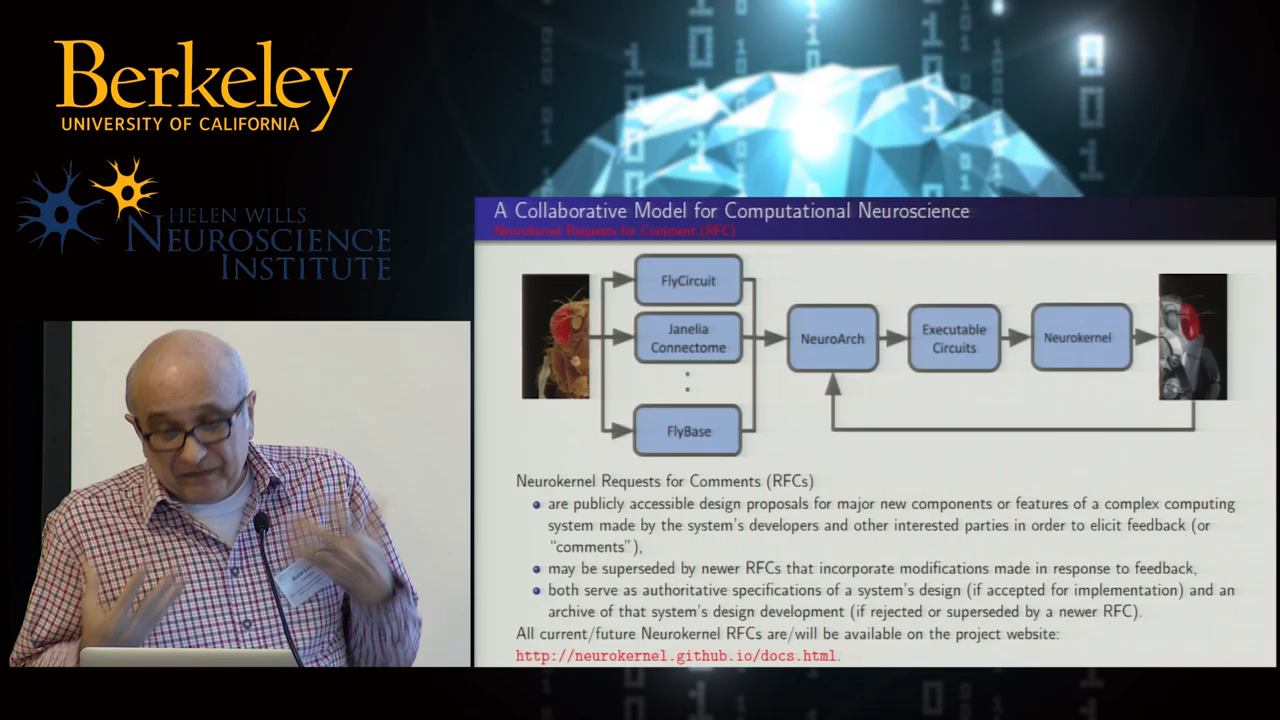 Berkeley
UNIVERSITY OF CALIFORNIA
HELEN WILLS
NEUROSCIENCE
INSTITUTE
A Collaborative Model for Computational Neuroscience
Neurokernel Requests for Comment (RFC)
FlyCircuit
Janelia
Connectome
FlyBase
NeuroArch
Executable
Circuits
Neurokernel
Neurokernel Requests for Comments (RFCs)
are publicly accessible design proposals for major new components or features of a complex computing
system made by the system's developers and other interested parties in order to elicit feedback (or
"comments"),
may be superseded by newer RFCs that incorporate modifications made in response to feedback,
both serve as authoritative specifications of a system's design (if accepted for implementation) and an
archive of that system's design development (if rejected or superseded by a newer RFC).
All current/future Neurokernel RFCs are/will be available on the project website:
http://neurokernel.github.io/docs.html.